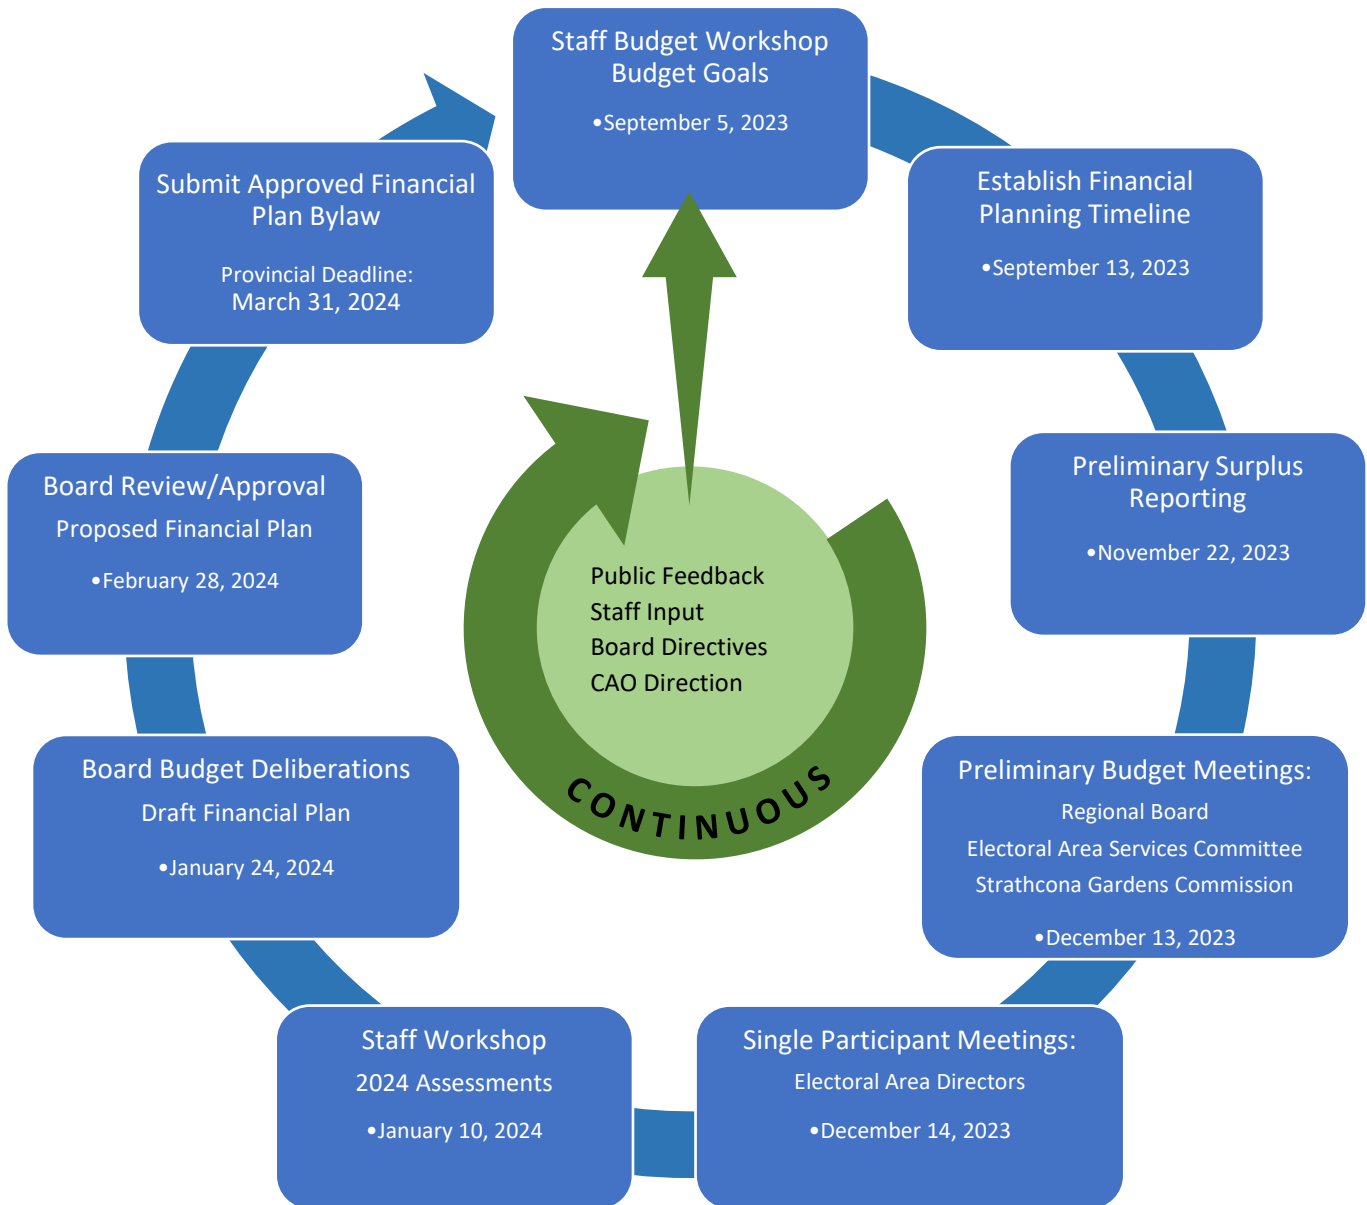 Staff Budget Workshop
Budget Goals
•September 5, 2023
Establish Financial
Planning Timeline
•September 13, 2023
Preliminary Surplus
Reporting
•November 22, 2023
Preliminary Budget Meetings:
Regional Board
Electoral Area Services Committee
Strathcona Gardens Commission
•December 13, 2023
Single Participant Meetings:
Electoral Area Directors
•December 14, 2023
Staff Workshop
2024 Assessments
•January 10, 2024
Board Budget Deliberations
Draft Financial Plan
•January 24, 2024
Board Review/Approval
Proposed Financial Plan
•February 28, 2024
Submit Approved Financial
Plan Bylaw
Provincial Deadline:
March 31, 2024
Public Feedback
Staff Input
Board Directives
CAO Direction
CONTINUOUS